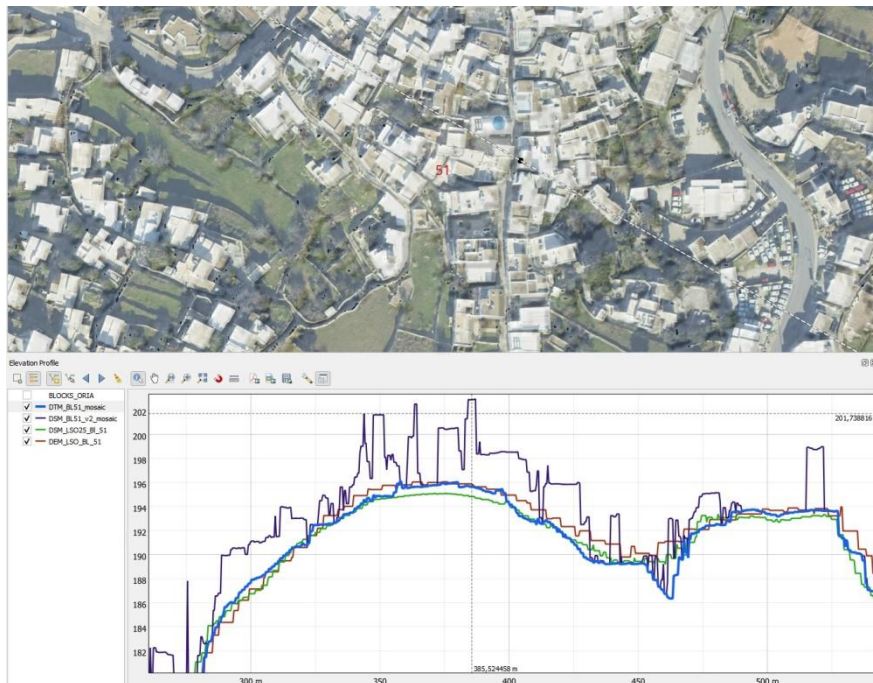 51
Elevation Profile
BLOCKS_ORIA
DTM_BL51_mosaic
DSM_BL51_v2_mosaic
DSM_LSO25_Bl_51
DEM_LSO_BL_51
202
201,738816
200
198
196
194
192
190
188
186
184
182
385,524458 m
300 m
350
400
450
500 m